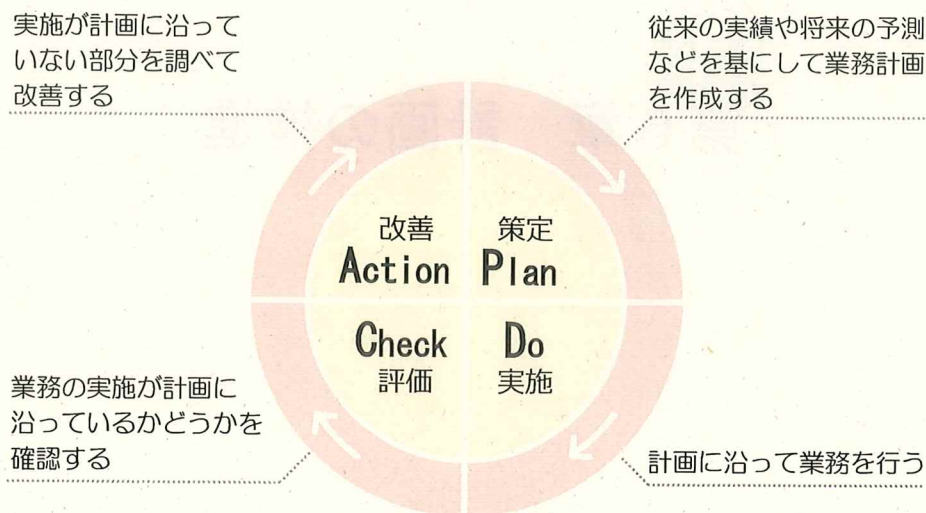 実施が計画に沿って
いない部分を調べて
改善する
従来の実績や将来の予測
などを基にして業務計画
を作成する
改善
Action
策定
Plan
Check
評価
Do
実施
業務の実施が計画に
沿っているかどうかを
確認する
計画に沿って業務を行う